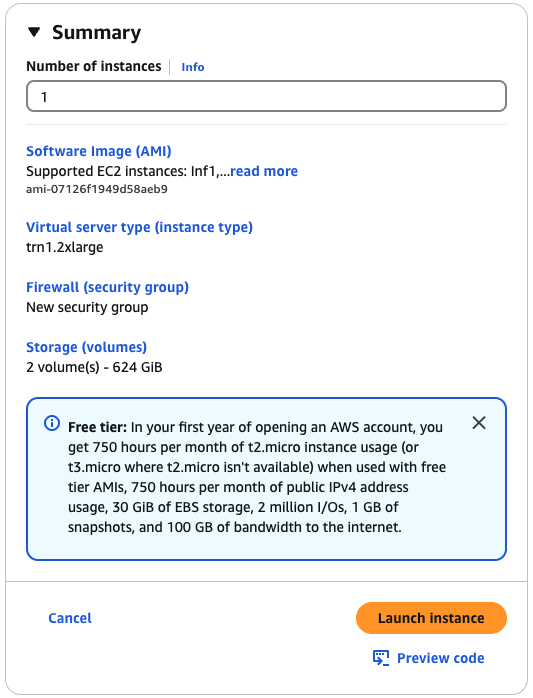 Summary
Number of instances Info
1
Software Image (AMI)
Supported EC2 instances: Inf1,...read more
ami-07126f1949d58aeb9
Virtual server type (instance type)
trn1.2xlarge
Firewall (security group)
New security group
Storage (volumes)
2 volume(s) - 624 GiB
Free tier: In your first year of opening an AWS account, you
get 750 hours per month of t2.micro instance usage (or
t3.micro where t2.micro isn't available) when used with free
tier AMIs, 750 hours per month of public IPv4 address
usage, 30 GiB of EBS storage, 2 million I/Os, 1 GB of
snapshots, and 100 GB of bandwidth to the internet.
Cancel
Launch instance
Preview code